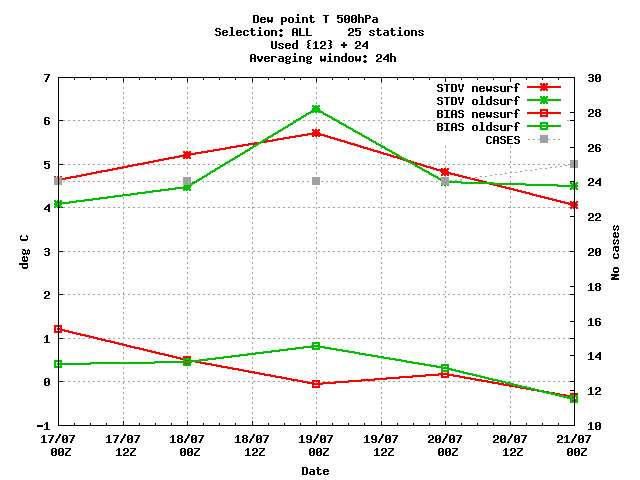 Dew point T 500hPa
Selection: ALL     25 stations
Used {12} + 24
Averaging window: 24h
7
6
5
4
3
2
1
0
-1
deg C
30
28
26
24
22
20
18
16
14
12
10
No cases
STDV newsurf
STDV oldsurf
BIAS newsurf
BIAS oldsurf
CASES
17/07 17/07 18/07 18/07 19/07 19/07 20/07 20/07 21/07
00Z 12Z 00Z 12Z 00Z 12Z 00Z 12Z 00Z
Date